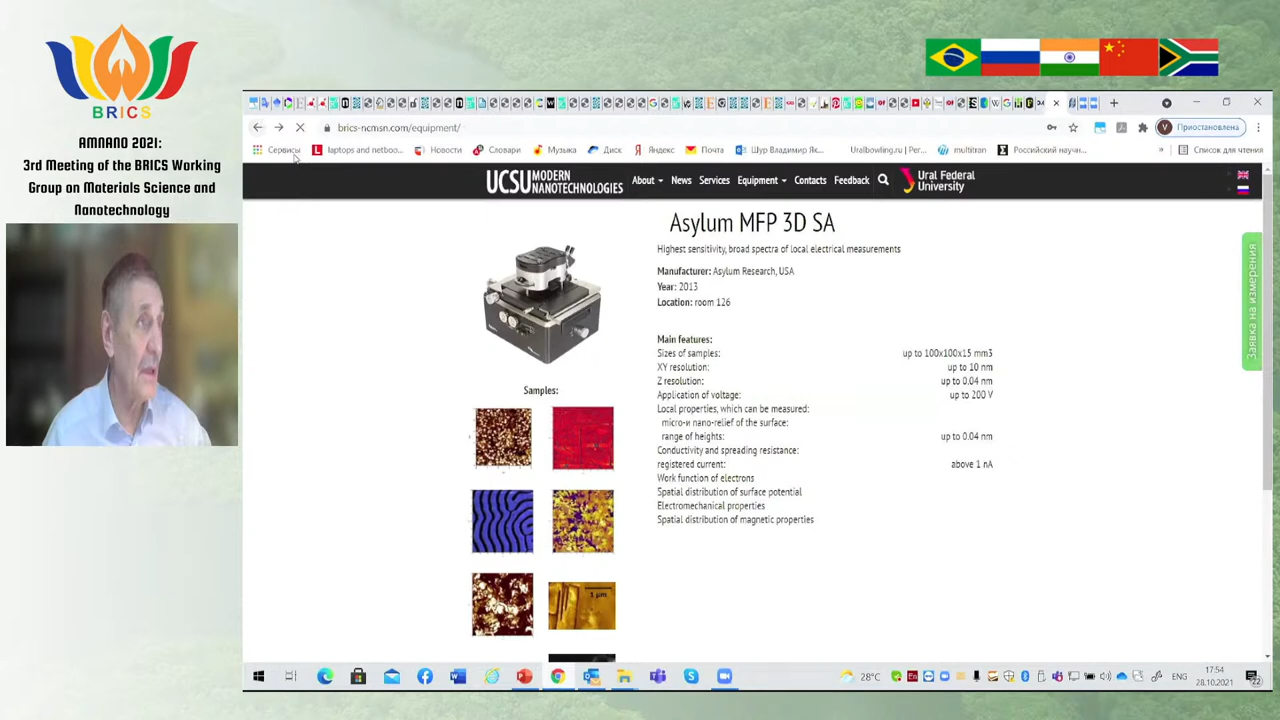 BRICS
AMNANO 2021:
3rd Meeting of the BRICS Working
Group on Materials Science and
Nanotechnology
brics-ncmsn.com/equipment/
Приостановлена
Сервисы
laptops and netboo...
Новости
Словари
Музыка
Диск
Яндекс
Почта
Шур Владимир Як...
Uralbowling.ru | Рег...
multitran
Российский научн...
»
Список для чтения
UCSU MODERN NANOTECHNOLOGIES
About
News
Services
Equipment
Contacts
Feedback
Ural Federal
University
Asylum MFP 3D SA
Highest sensitivity, broad spectra of local electrical measurements
Manufacturer: Asylum Research, USA
Year: 2013
Location: room 126
Main features:
Sizes of samples: up to 100x100x15 mm3
XY resolution: up to 10 nm
Z resolution: up to 0.04 nm
Application of voltage: up to 200 V
Local properties, which can be measured:
micro-и nano-relief of the surface:
range of heights: up to 0.04 nm
Conductivity and spreading resistance:
registered current: above 1 nA
Work function of electrons
Spatial distribution of surface potential
Electromechanical properties
Spatial distribution of magnetic properties
Samples:
1 μm
Заявка на измерения
28°C
ENG
17:54
28.10.2021
22